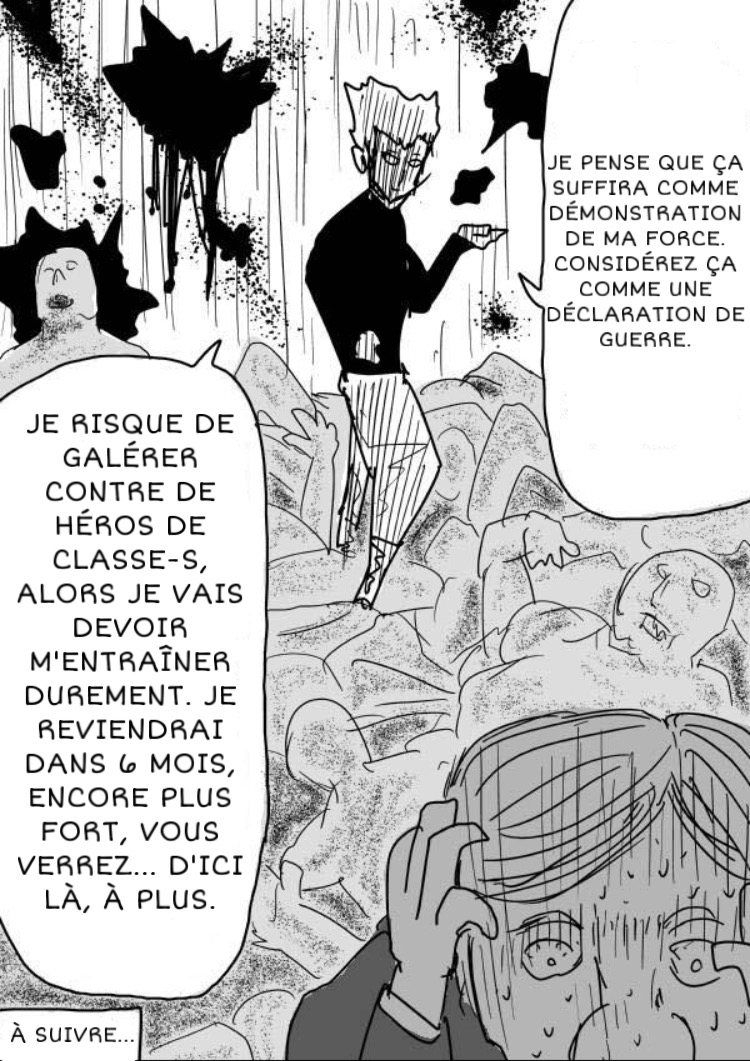 JE PENSE QUE ÇA
SUFFIRA COMME
DÉMONSTRATION
DE MA FORCE.
CONSIDÉREZ ÇA
COMME UNE
DÉCLARATION DE
GUERRE.
JE RISQUE DE
GALÉRER
CONTRE DE
HÉROS DE
CLASSE-S,
ALORS JE VAIS
DEVOIR
M'ENTRAÎNER
DUREMENT. JE
REVIENDRAI
DANS 6 MOIS,
ENCORE PLUS
FORT, VOUS
VERREZ... D'ICI
LÀ, À PLUS.
À SUIVRE...